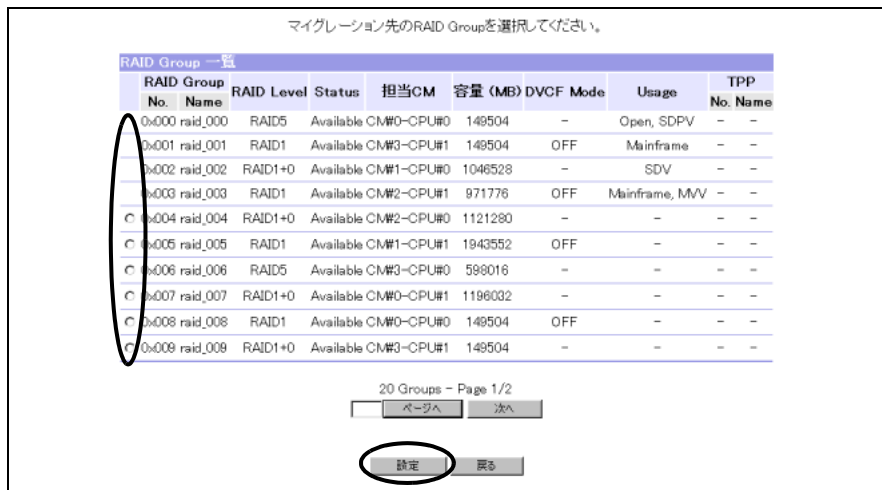 マイグレーション先のRAID Groupを選択してください。
RAID Group 一覧
RAID Group RAID Level Status 担当CM 容量 (MB) DVCF Mode Usage TPP
No. Name No. Name
0x000 raid_000 RAID5 Available CM#0-CPU#0 149504 - Open, SDPV - -
0x001 raid_001 RAID1 Available CM#3-CPU#1 149504 OFF Mainframe - -
0x002 raid_002 RAID1+0 Available CM#1-CPU#0 1046528 - SDV - -
0x003 raid_003 RAID1 Available CM#2-CPU#1 971776 OFF Mainframe, MVV - -
0x004 raid_004 RAID1+0 Available CM#2-CPU#0 1121280 - - - -
0x005 raid_005 RAID1 Available CM#1-CPU#1 1943552 OFF - - -
0x006 raid_006 RAID5 Available CM#3-CPU#0 598016 - - - -
0x007 raid_007 RAID1+0 Available CM#0-CPU#1 1196032 - - - -
0x008 raid_008 RAID1 Available CM#0-CPU#0 149504 OFF - - -
0x009 raid_009 RAID1+0 Available CM#3-CPU#1 149504 - - - -
20 Groups - Page 1/2
ページへ 次へ
設定 戻る